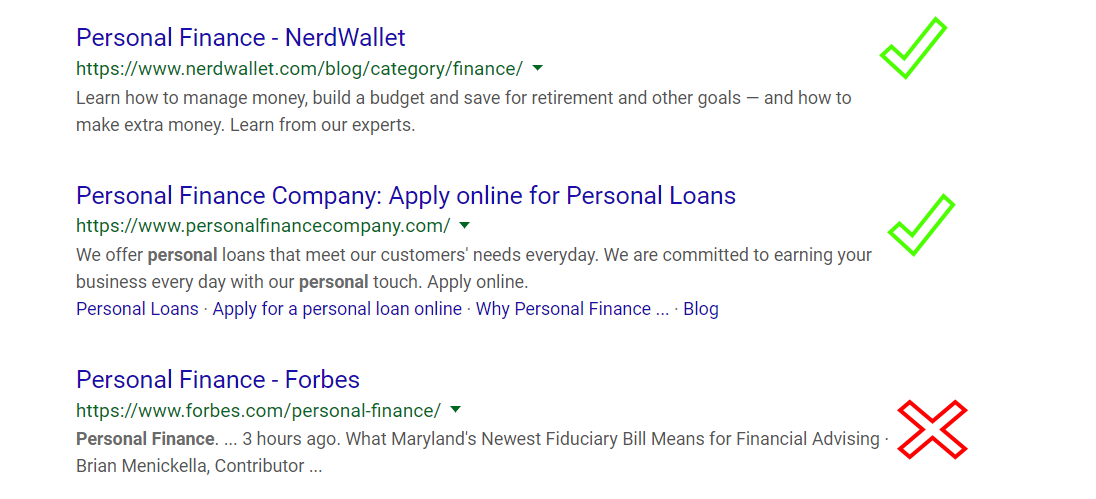 Personal Finance - NerdWallet
https://www.nerdwallet.com/blog/category/finance/
Learn how to manage money, build a budget and save for retirement and other goals — and how to
make extra money. Learn from our experts.
Personal Finance Company: Apply online for Personal Loans
https://www.personalfinancecompany.com/
We offer personal loans that meet our customers' needs everyday. We are committed to earning your
business every day with our personal touch. Apply online.
Personal Loans · Apply for a personal loan online · Why Personal Finance ... · Blog
Personal Finance - Forbes
https://www.forbes.com/personal-finance/
Personal Finance. ... 3 hours ago. What Maryland's Newest Fiduciary Bill Means for Financial Advising ·
Brian Menickella, Contributor ...